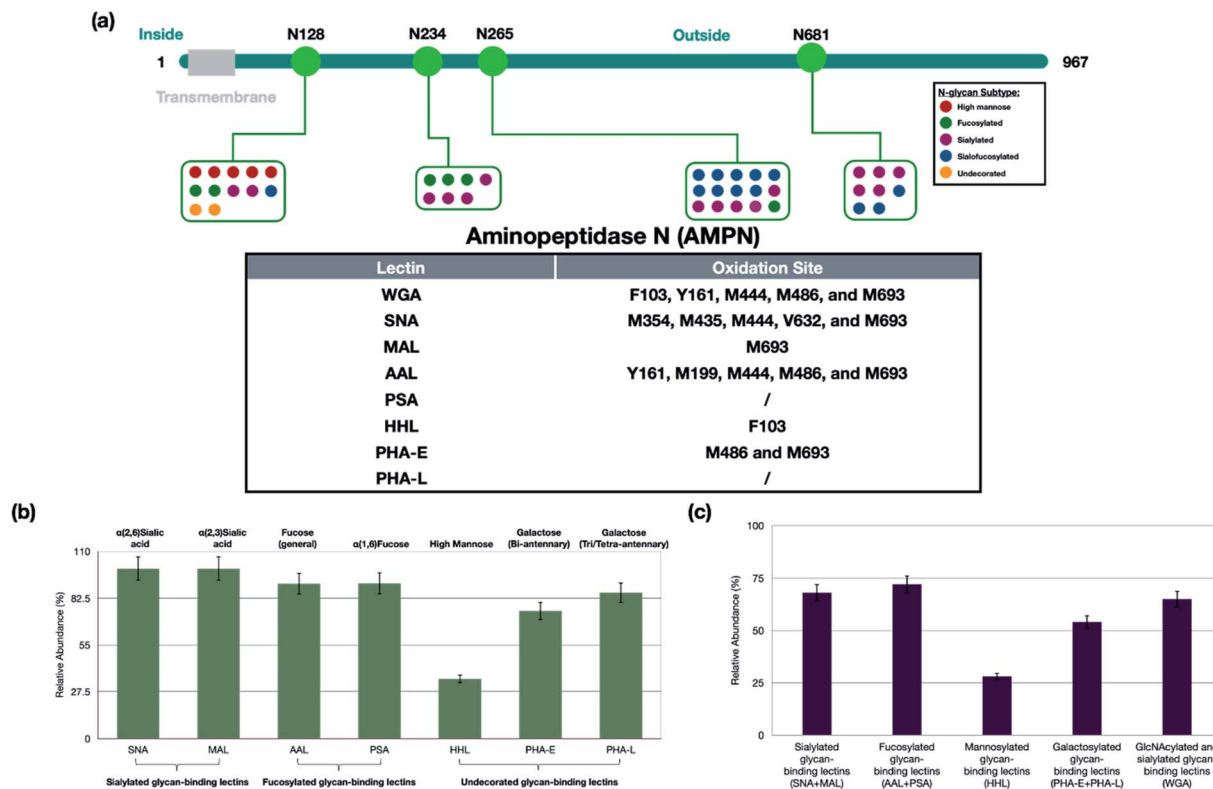 (a)
Inside
N128
N234
N265
Outside
N681
1
967
Transmembrane
N-glycan Subtype:
High mannose
Fucosylated
Sialylated
Sialofucosylated
Undecorated
Aminopeptidase N (AMPN)
Lectin Oxidation Site
WGA F103, Y161, M444, M486, and M693
SNA M354, M435, M444, V632, and M693
MAL M693
AAL Y161, M199, M444, M486, and M693
PSA /
HHL F103
PHA-E M486 and M693
PHA-L /
(b)
α(2,6)Sialic
acid
α(2,3)Sialic
acid
Fucose
(general)
α(1,6)Fucose
High Mannose
Galactose
(Bi-antennary)
Galactose
(Tri/Tetra-antennary)
Relative Abundance (%)
110
82.5
55
27.5
0
SNA MAL AAL PSA HHL PHA-E PHA-L
Sialylated glycan-binding lectins Fucosylated glycan-binding lectins Undecorated glycan-binding lectins
(c)
Relative Abundance (%)
100
75
50
25
0
Sialylated
glycan-
binding lectins
(SNA+MAL)
Fucosylated
glycan-
binding lectins
(AAL+PSA)
Mannosylated
glycan-
binding lectins
(HHL)
Galactosylated
glycan-
binding lectins
(PHA-E+PHA-L)
GlcNAcylated and
sialylated glycan-
binding lectins
(WGA)